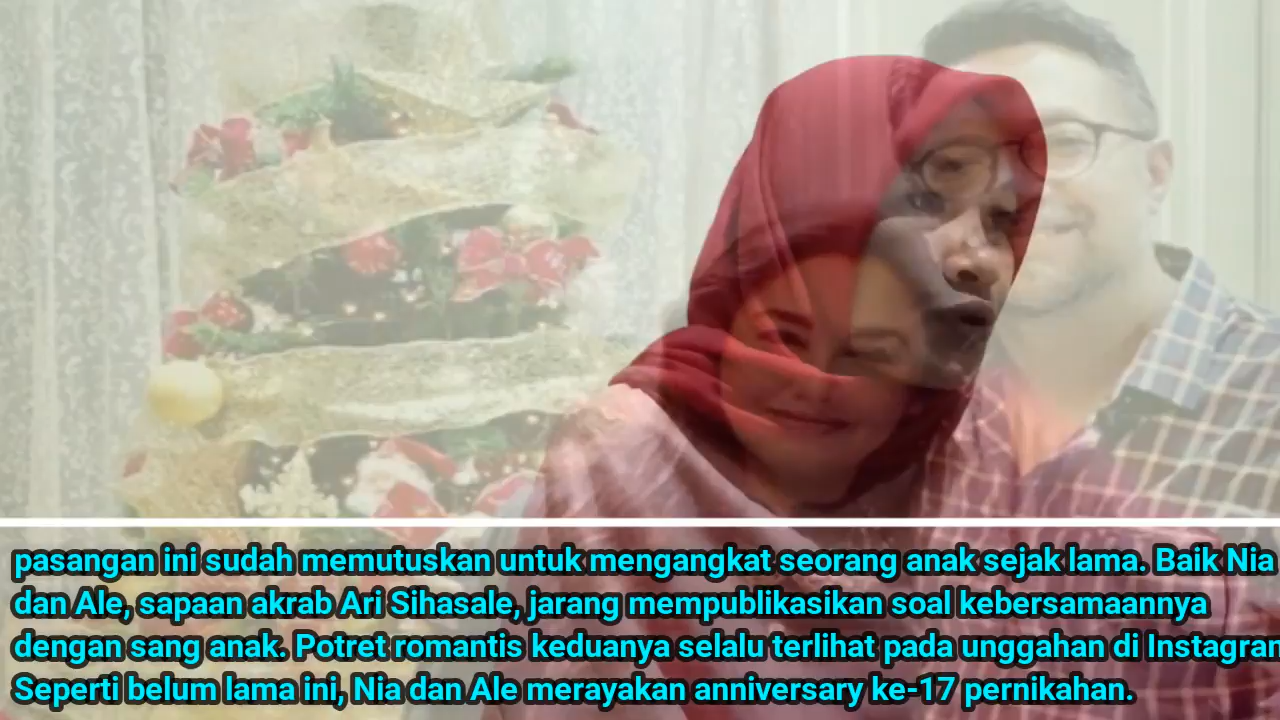 pasangan ini sudah memutuskan untuk mengangkat seorang anak sejak lama. Baik Nia
dan Ale, sapaan akrab Ari Sihasale, jarang mempublikasikan soal kebersamaannya
dengan sang anak. Potret romantis keduanya selalu terlihat pada unggahan di Instagram
Seperti belum lama ini, Nia dan Ale merayakan anniversary ke-17 pernikahan.